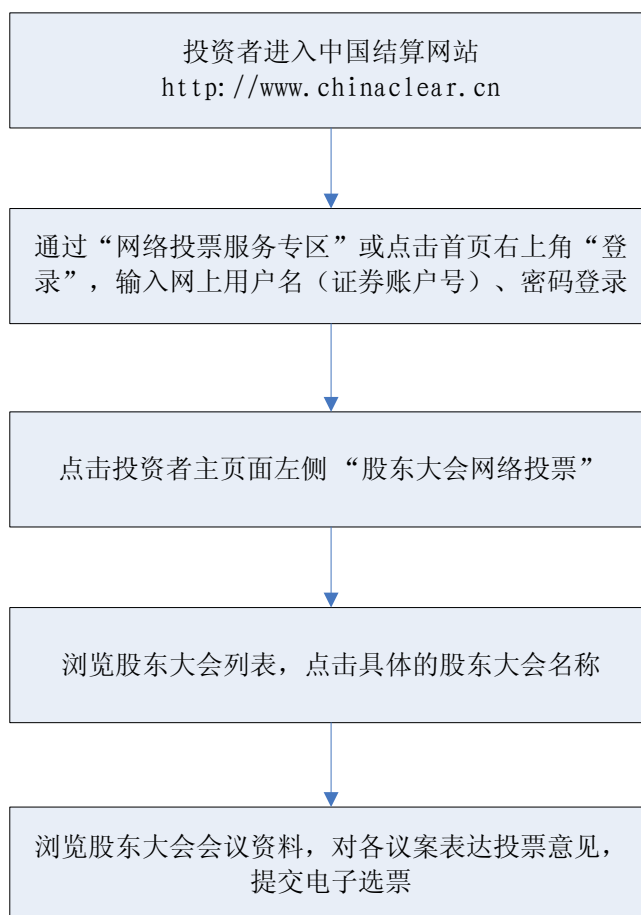 投资者进入中国结算网站
http://www.chinaclear.cn
通过“网络投票服务专区”或点击首页右上角“登
录”，输入网上用户名（证券账户号）、密码登录
点击投资者主页面左侧 “股东大会网络投票”
浏览股东大会列表，点击具体的股东大会名称
浏览股东大会会议资料，对各议案表达投票意见，
提交电子选票